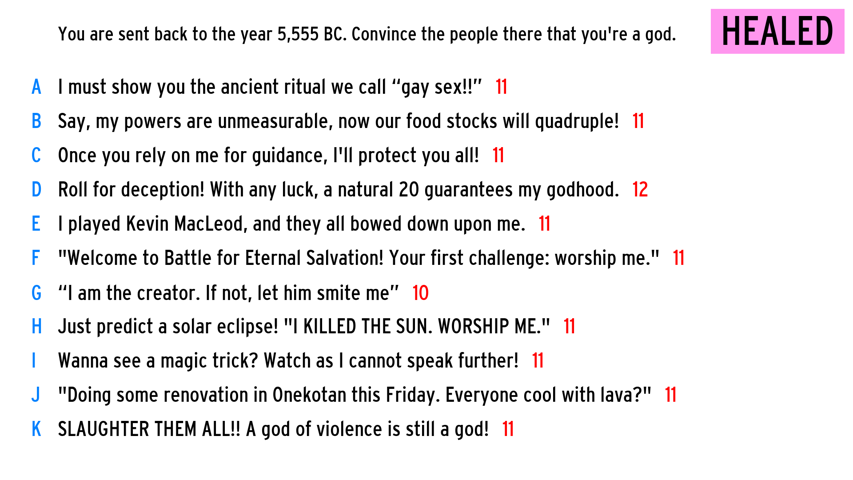 You are sent back to the year 5,555 BC. Convince the people there that you're a god.
HEALED
A I must show you the ancient ritual we call “gay sex!!” 11
B Say, my powers are unmeasurable, now our food stocks will quadruple! 11
C Once you rely on me for guidance, I'll protect you all! 11
D Roll for deception! With any luck, a natural 20 guarantees my godhood. 12
E I played Kevin MacLeod, and they all bowed down upon me. 11
F "Welcome to Battle for Eternal Salvation! Your first challenge: worship me." 11
G “I am the creator. If not, let him smite me” 10
H Just predict a solar eclipse! "I KILLED THE SUN. WORSHIP ME." 11
I Wanna see a magic trick? Watch as I cannot speak further! 11
J "Doing some renovation in Onekotan this Friday. Everyone cool with lava?" 11
K SLAUGHTER THEM ALL!! A god of violence is still a god! 11